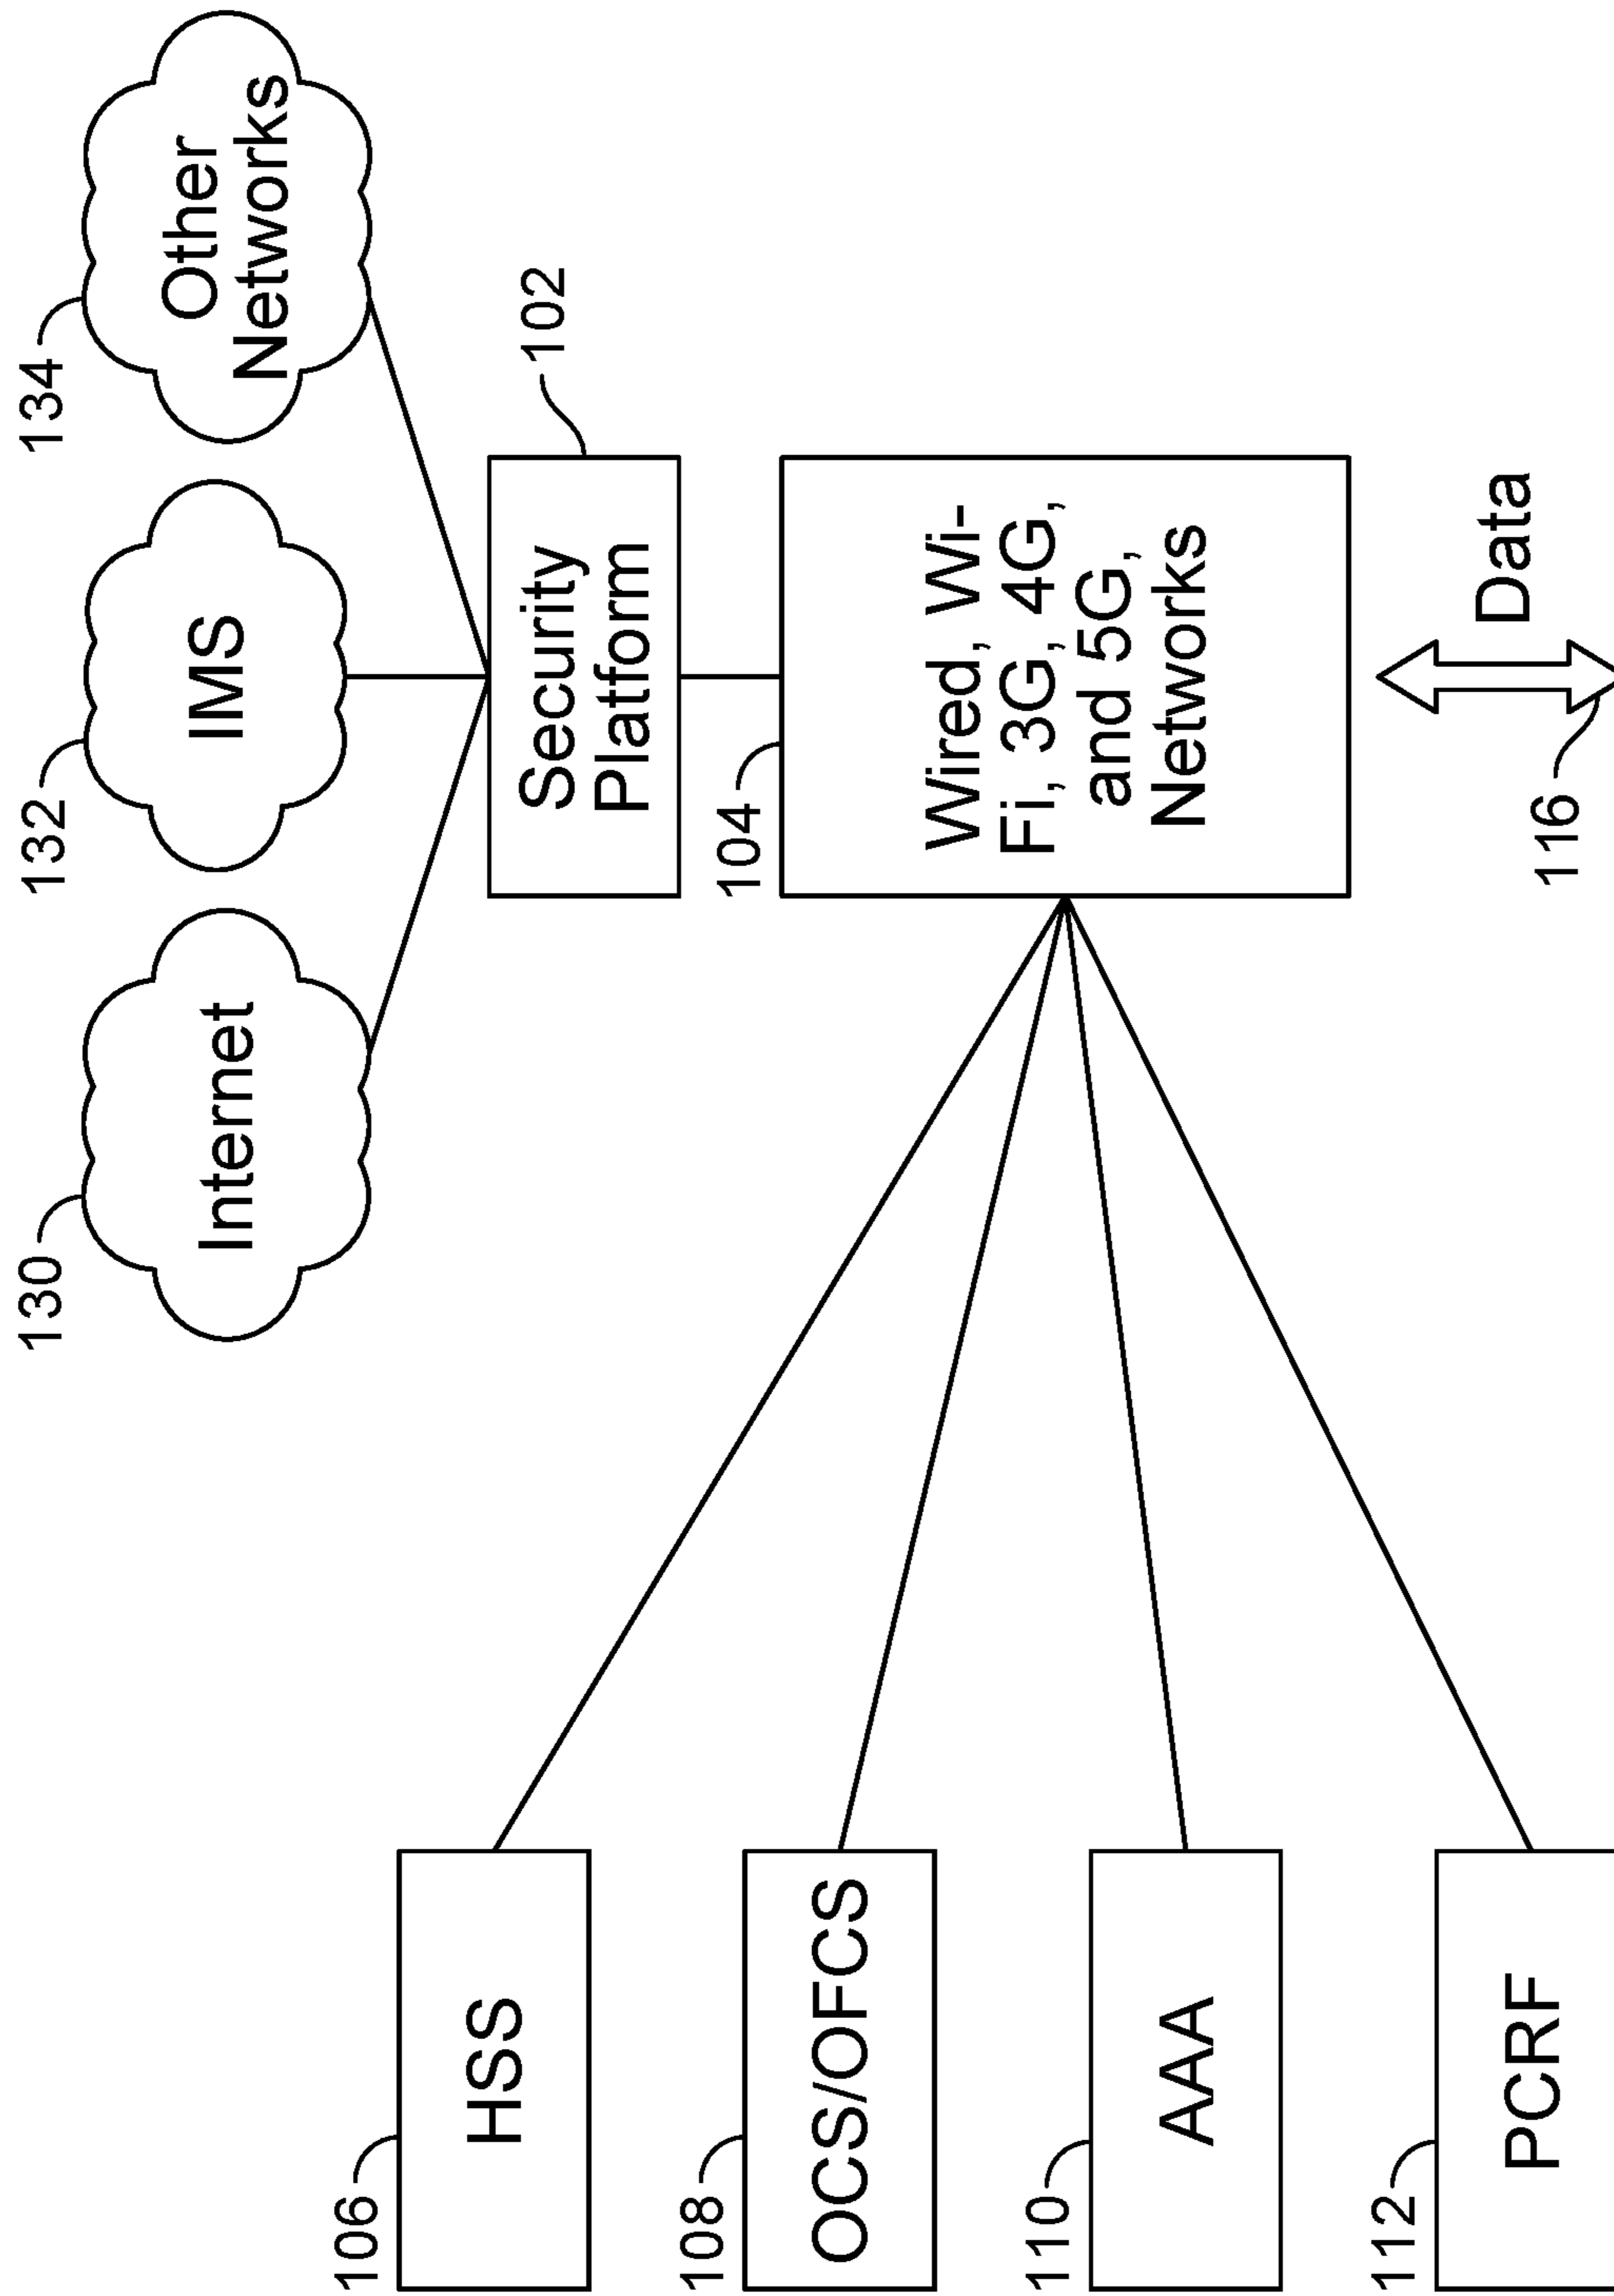 130
Internet
132
IMS
134
Other
Networks
102
Security
Platform
104
Wired, Wi-
Fi, 3G, 4G,
and 5G,
Networks
106
HSS
108
OCS/OFCS
110
AAA
112
PCRF
116
Data